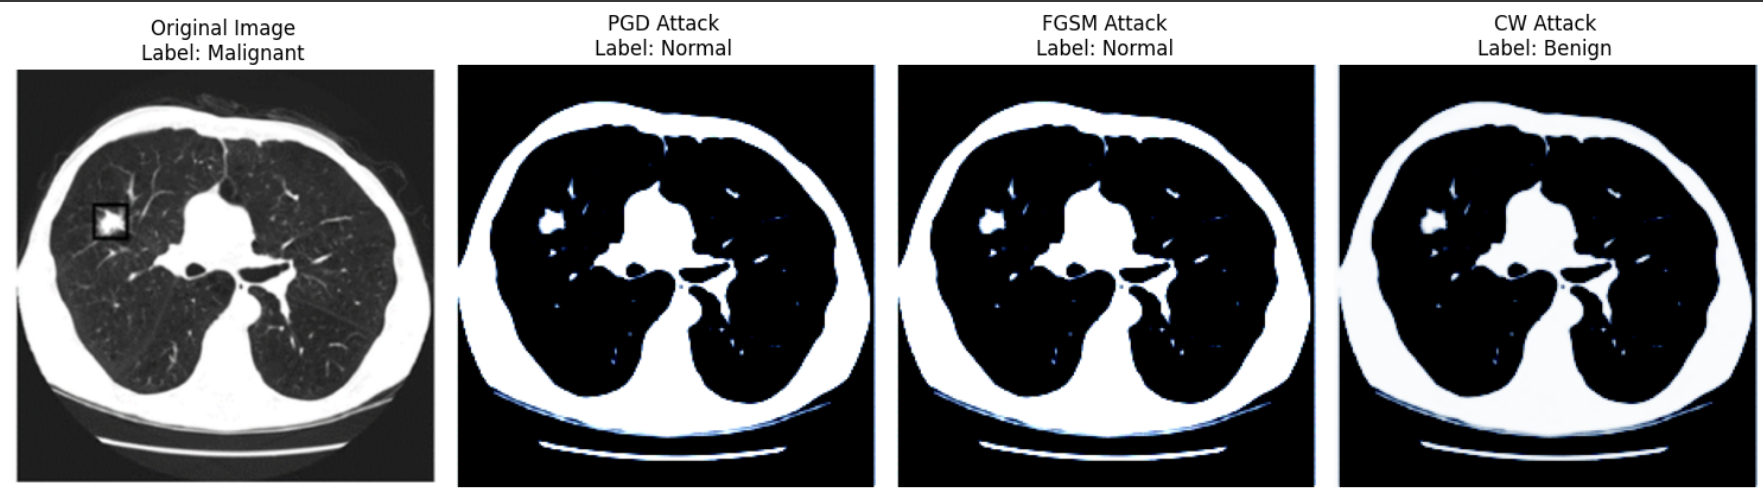 Original Image
Label: Malignant
PGD Attack
Label: Normal
FGSM Attack
Label: Normal
CW Attack
Label: Benign